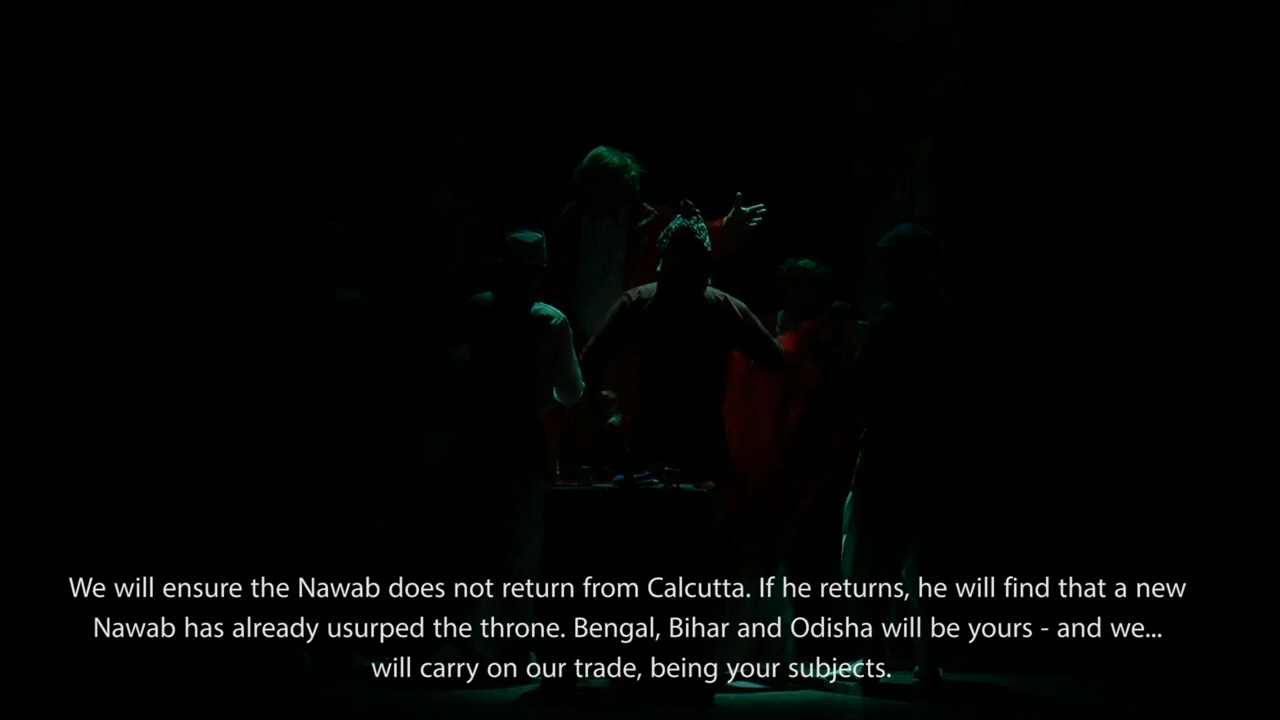 We will ensure the Nawab does not return from Calcutta. If he returns, he will find that a new
Nawab has already usurped the throne. Bengal, Bihar and Odisha will be yours - and we...
will carry on our trade, being your subjects.